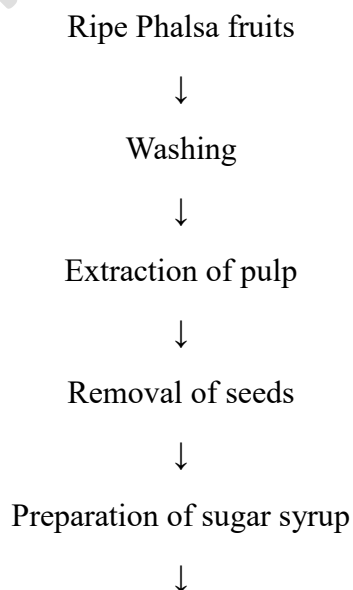 Ripe Phalsa fruits
↓
Washing
↓
Extraction of pulp
↓
Removal of seeds
↓
Preparation of sugar syrup
↓